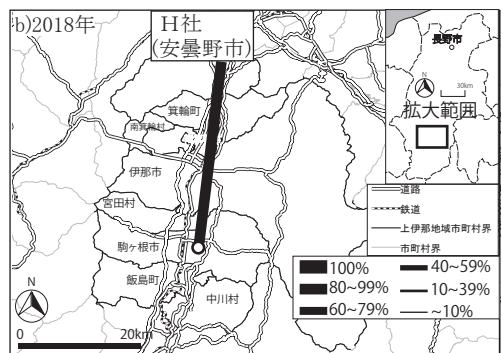 b)2018年
H社
(安曇野市)
長野市
N
30km
拡大範囲
箕輪町
南箕輪村
伊那市
宮田村
駒ヶ根市
飯島町
中川村
道路
鉄道
上伊那地域市町村界
市町村界
100%
80~99%
60~79%
40~59%
10~39%
~10%
N
0
20km